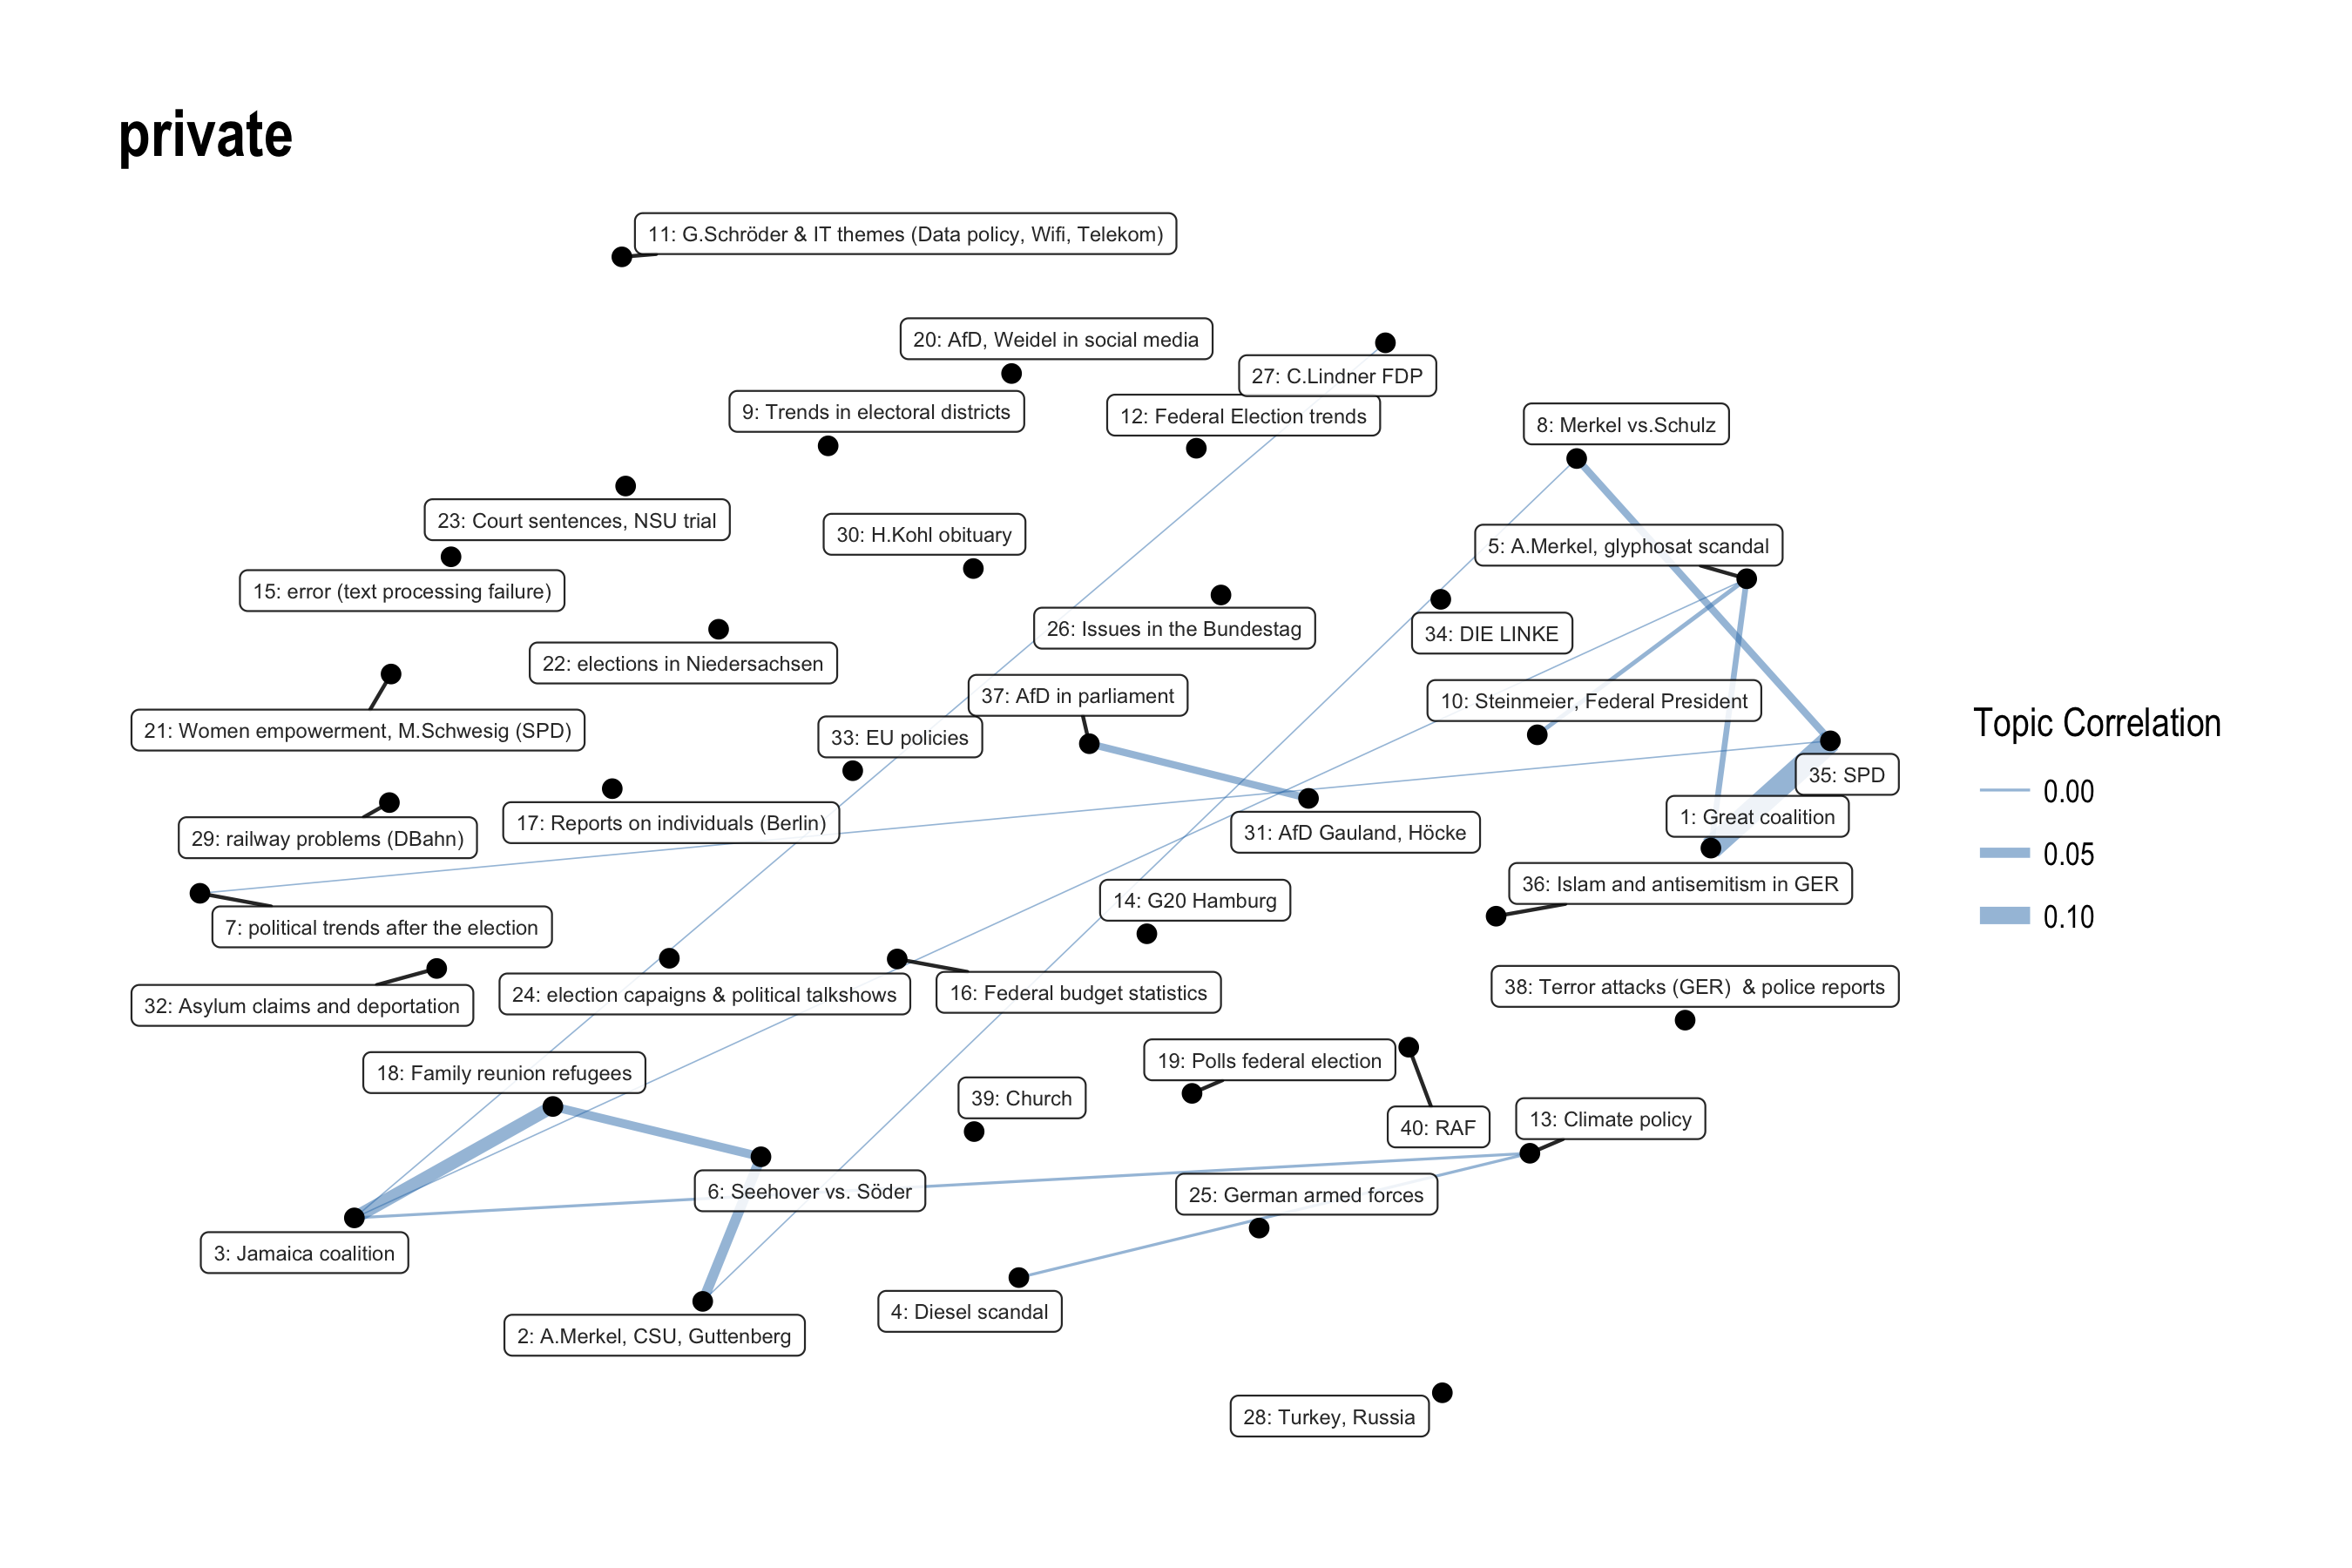 private
11: G.Schröder & IT themes (Data policy, Wifi, Telekom)
20: AfD, Weidel in social media
27: C.Lindner FDP
9: Trends in electoral districts
12: Federal Election trends
8: Merkel vs.Schulz
23: Court sentences, NSU trial
30: H.Kohl obituary
5: A.Merkel, glyphosat scandal
15: error (text processing failure)
26: Issues in the Bundestag
34: DIE LINKE
22: elections in Niedersachsen
37: AfD in parliament
10: Steinmeier, Federal President
21: Women empowerment, M.Schwesig (SPD)
33: EU policies
35: SPD
17: Reports on individuals (Berlin)
1: Great coalition
29: railway problems (DBahn)
31: AfD Gauland, Höcke
36: Islam and antisemitism in GER
14: G20 Hamburg
7: political trends after the election
38: Terror attacks (GER)  & police reports
24: election capaigns & political talkshows
16: Federal budget statistics
32: Asylum claims and deportation
19: Polls federal election
18: Family reunion refugees
39: Church
40: RAF
13: Climate policy
6: Seehover vs. Söder
25: German armed forces
3: Jamaica coalition
4: Diesel scandal
2: A.Merkel, CSU, Guttenberg
28: Turkey, Russia
Topic Correlation
0.00
0.05
0.10